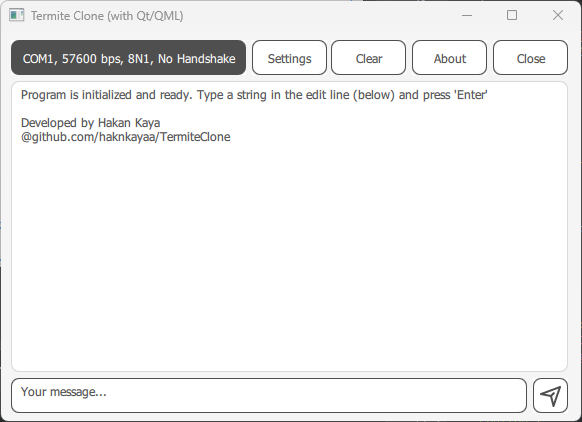 Termite Clone (with Qt/QML)
COM1, 57600 bps, 8N1, No Handshake
Settings
Clear
About
Close
Program is initialized and ready. Type a string in the edit line (below) and press 'Enter'
Developed by Hakan Kaya
@github.com/haknkayaa/TermiteClone
Your message...